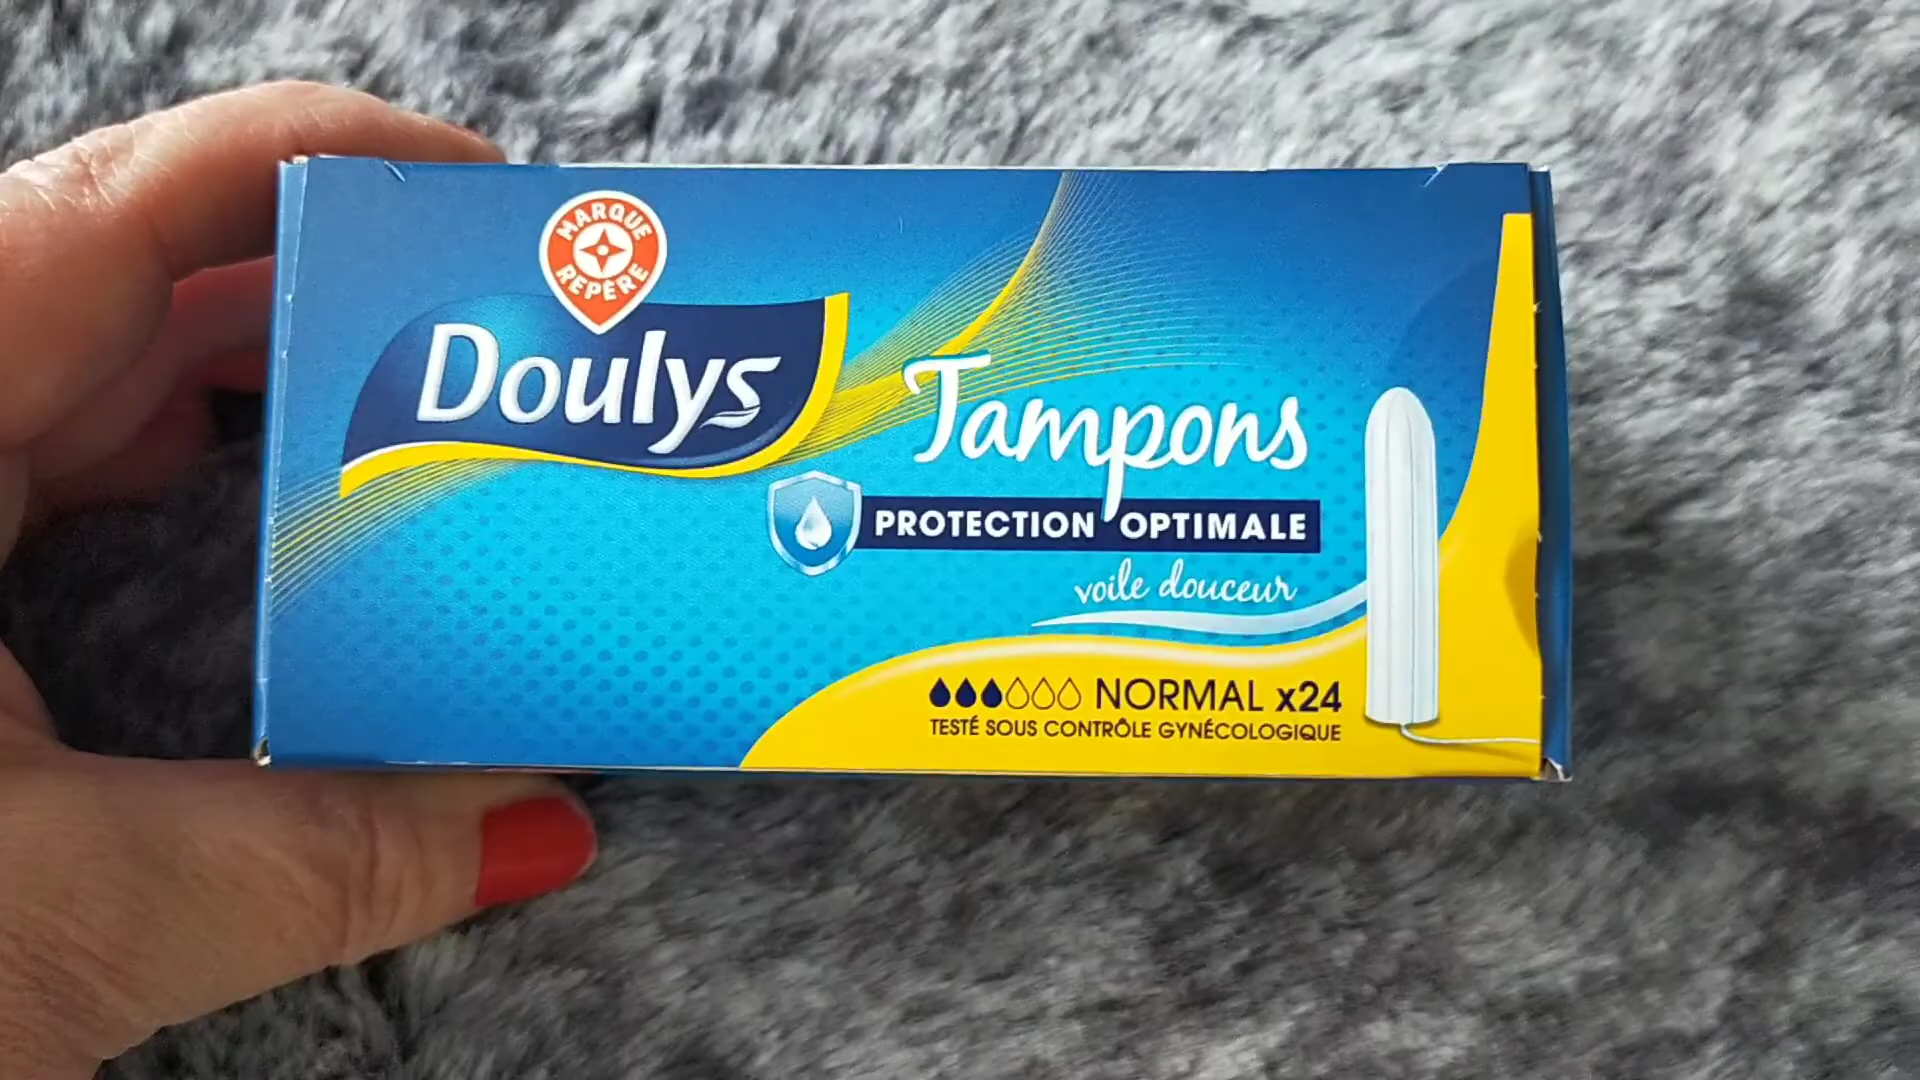 MARQUE
REPÈRE
Doulys
Tampons
PROTECTION OPTIMALE
voile douceur
NORMAL x24
TESTÉ SOUS CONTRÔLE GYNÉCOLOGIQUE